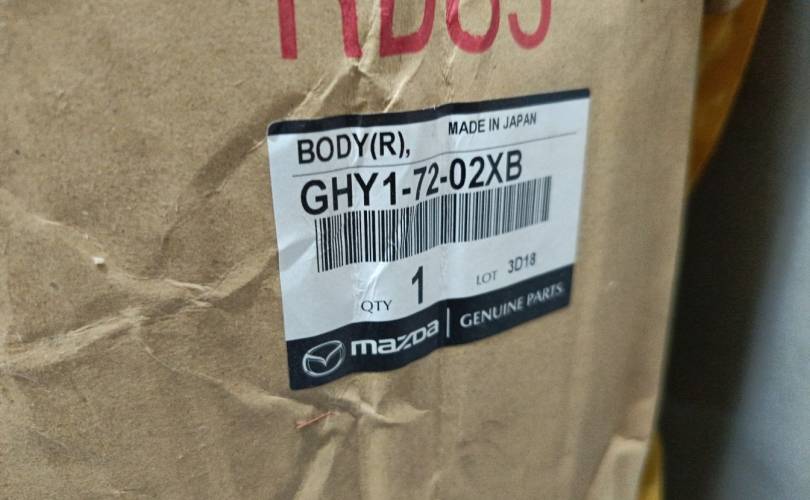 BODY(R), MADE IN JAPAN
GHY1-72-02XB
QTY 1 LOT 3D18
mazda GENUINE PARTS